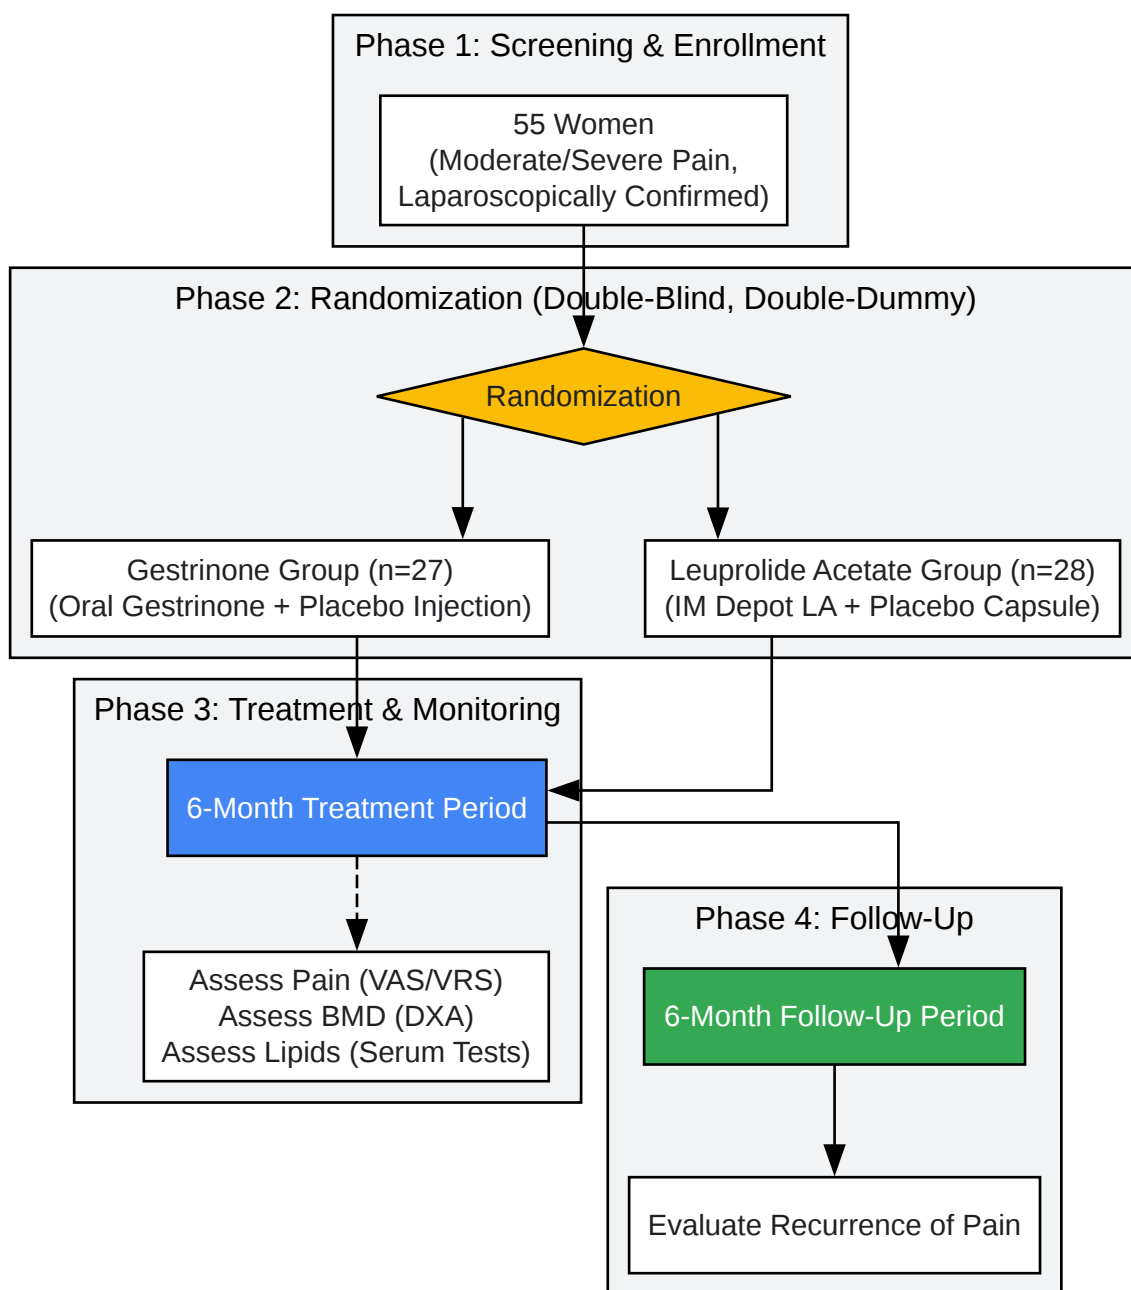 Phase 1: Screening & Enrollment
55 Women
(Moderate/Severe Pain,
Laparoscopically Confirmed)
Phase 2: Randomization (Double-Blind, Double-Dummy)
Randomization
Gestrinone Group (n=27)
(Oral Gestrinone + Placebo Injection)
Leuprolide Acetate Group (n=28)
(IM Depot LA + Placebo Capsule)
Phase 3: Treatment & Monitoring
6-Month Treatment Period
Assess Pain (VAS/VRS)
Assess BMD (DXA)
Assess Lipids (Serum Tests)
Phase 4: Follow-Up
6-Month Follow-Up Period
Evaluate Recurrence of Pain